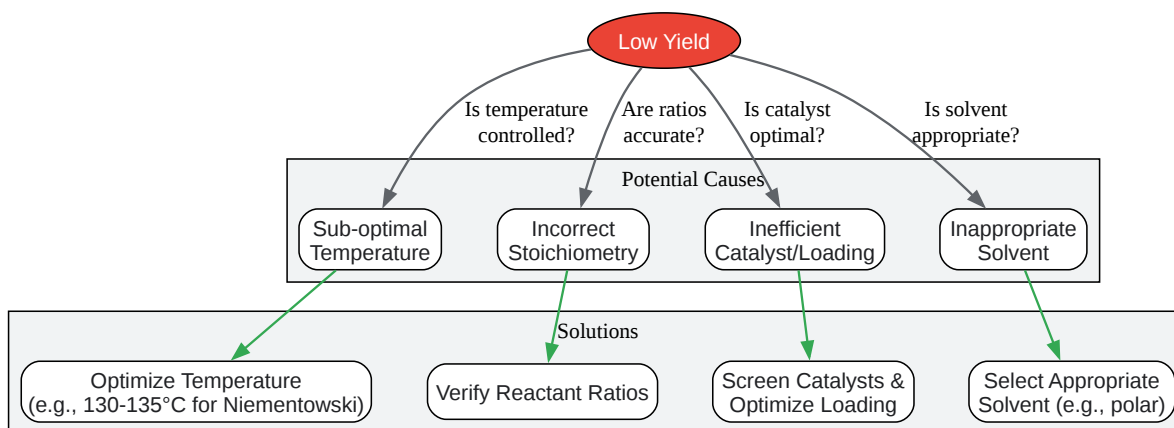 Low Yield
Is temperature
controlled?
Are ratios
accurate?
Is catalyst
optimal?
Is solvent
appropriate?
Potential Causes
Sub-optimal
Temperature
Incorrect
Stoichiometry
Inefficient
Catalyst/Loading
Inappropriate
Solvent
Solutions
Optimize Temperature
(e.g., 130-135°C for Niementowski)
Verify Reactant Ratios
Screen Catalysts &
Optimize Loading
Select Appropriate
Solvent (e.g., polar)